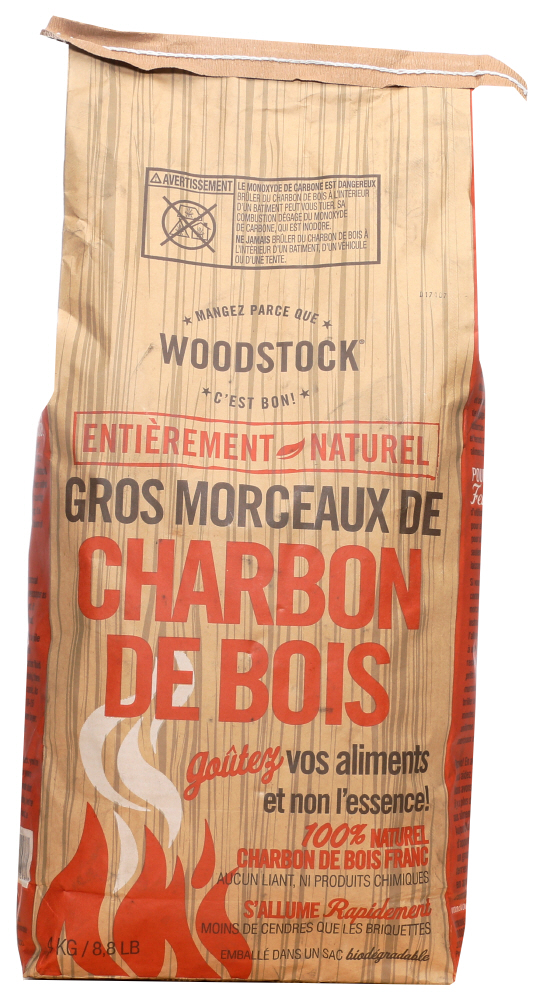 AVERTISSEMENT
LE MONOXYDE DE CARBONE EST DANGEREUX
BRÛLER DU CHARBON DE BOIS À L'INTÉRIEUR
D'UN BATIMENT PEUT VOUS TUER. SA
COMBUSTION DÉGAGE DU MONOXYDE
DE CARBONE, QUI EST INODORE.
NE JAMAIS BRÛLER DU CHARBON DE BOIS À
L'INTÉRIEUR D'UN BATIMENT, D'UN VÉHICULE
OU D'UNE TENTE.
★ MANGEZ PARCE QUE ★
WOODSTOCK®
★ C'EST BON! ★
ENTIÈREMENT NATUREL
GROS MORCEAUX DE
CHARBON
DE BOIS
goûtez vos aliments
et non l'essence!
100% NATUREL
CHARBON DE BOIS FRANC
AUCUN LIANT, NI PRODUITS CHIMIQUES
S'ALLUME Rapidement
MOINS DE CENDRES QUE LES BRIQUETTES
EMBALLÉ DANS UN SAC biodégradable
4KG / 8,8 LB